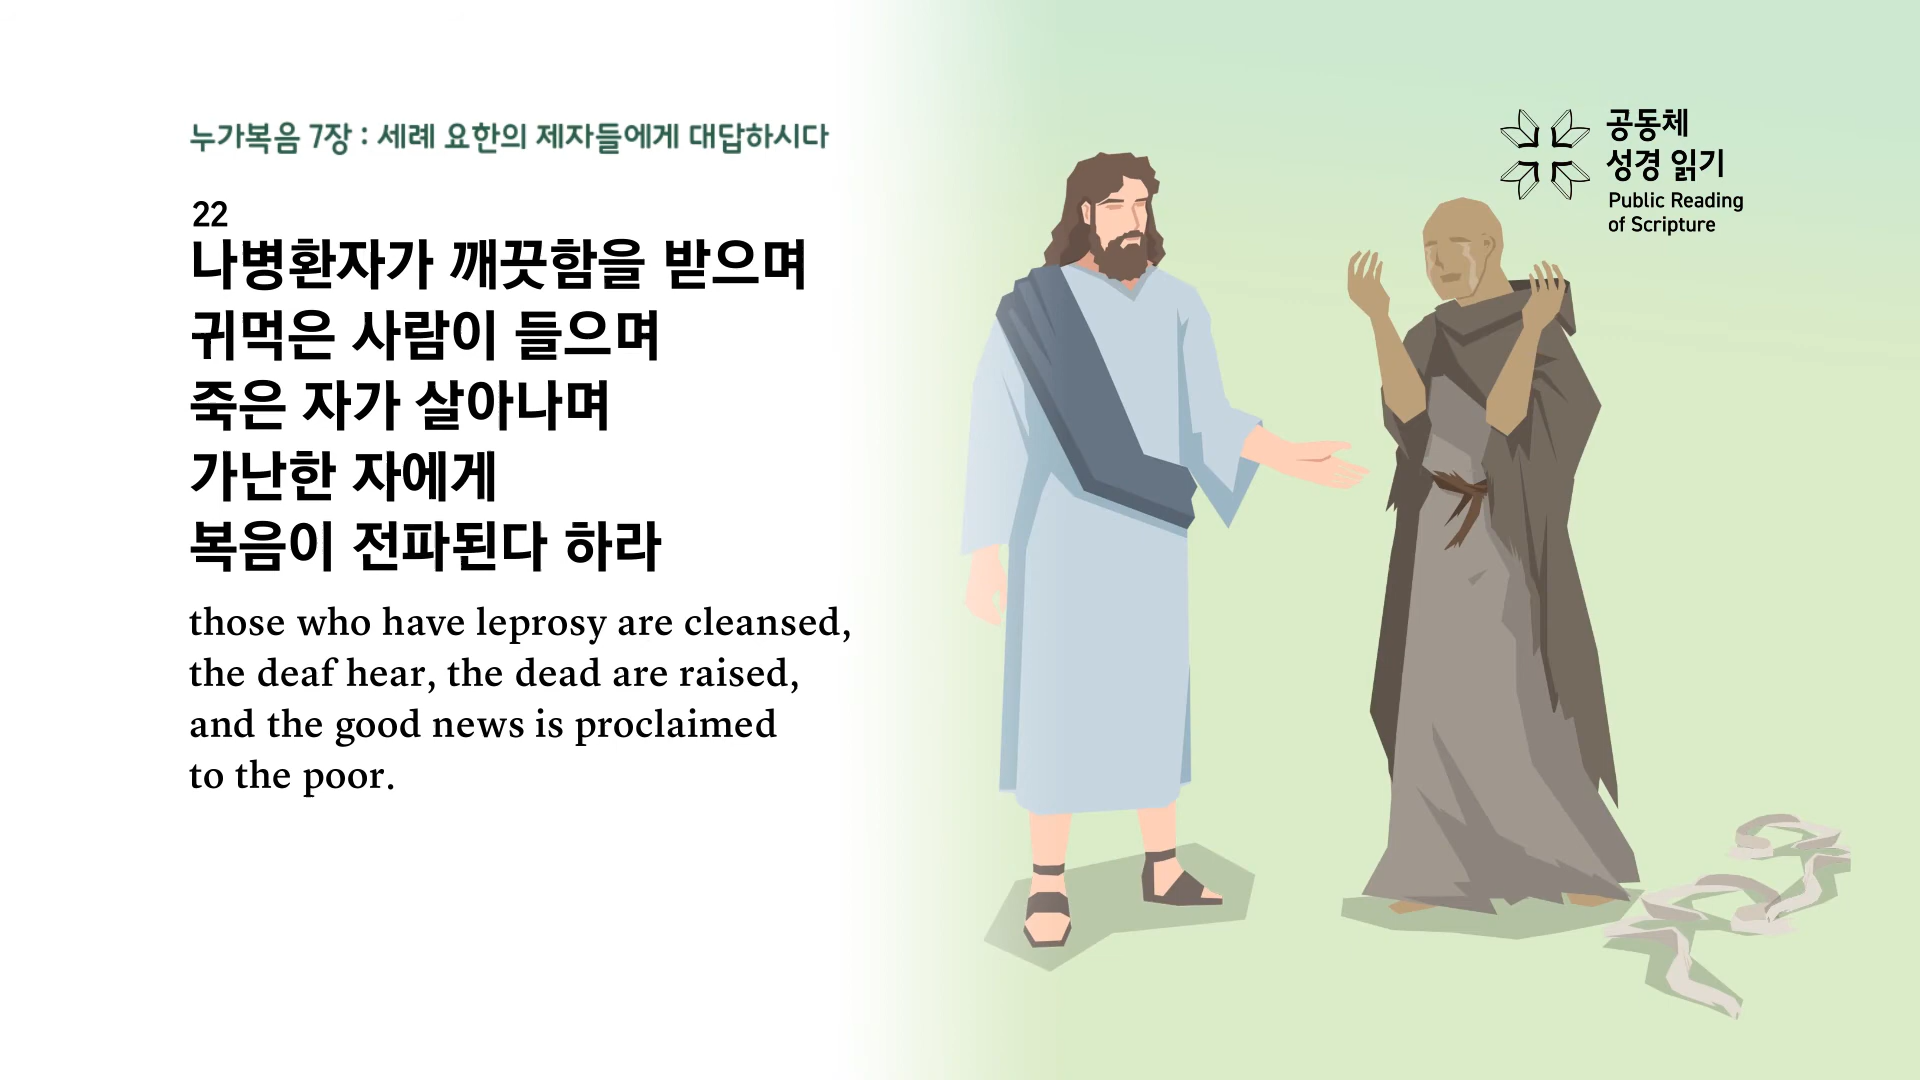 누가복음 7장 : 세례 요한의 제자들에게 대답하시다
22
나병환자가 깨끗함을 받으며
귀먹은 사람이 들으며
죽은 자가 살아나며
가난한 자에게
복음이 전파된다 하라
those who have leprosy are cleansed,
the deaf hear, the dead are raised,
and the good news is proclaimed
to the poor.
공동체
성경 읽기
Public Reading
of Scripture